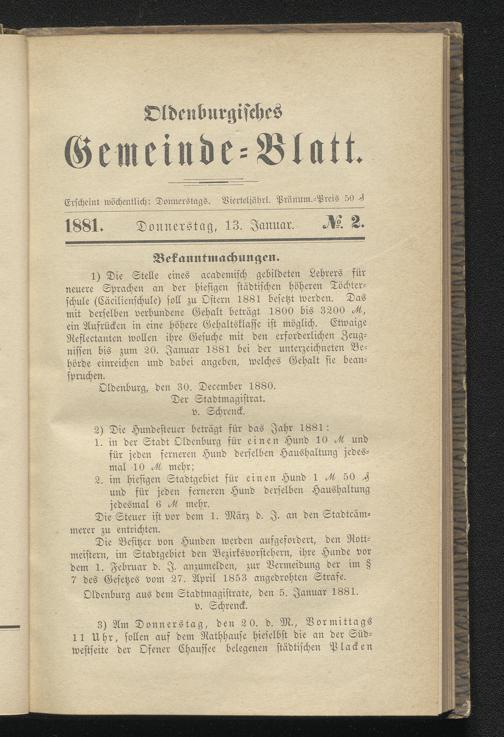 Oldenburgisches
Gemeinde-Blatt.
Erscheint wöchentlich: Donnerstags. Vierteljährl. Pränum.-Preis 50 ₰
1881. Donnerstag, 13. Januar. № 2.
Bekanntmachungen.
1) Die Stelle eines academisch gebildeten Lehrers für
neuere Sprachen an der hiesigen städtischen höheren Töchter-
schule (Cäcilienschule) soll zu Ostern 1881 besetzt werden. Das
mit derselben verbundene Gehalt beträgt 1800 bis 3200 ℳ,
ein Aufrücken in eine höhere Gehaltsklasse ist möglich. Etwaige
Reflectanten wollen ihre Gesuche mit den erforderlichen Zeug-
nissen bis zum 20. Januar 1881 bei der unterzeichneten Be-
hörde einreichen und dabei angeben, welches Gehalt sie bean-
spruchen.
Oldenburg, den 30. December 1880.
Der Stadtmagistrat.
v. Schrenck.
2) Die Hundesteuer beträgt für das Jahr 1881:
1. in der Stadt Oldenburg für einen Hund 10 ℳ und
für jeden ferneren Hund derselben Haushaltung jedes-
mal 10 ℳ mehr;
2. im hiesigen Stadtgebiet für einen Hund 1 ℳ 50 ₰
und für jeden ferneren Hund derselben Haushaltung
jedesmal 6 ℳ mehr.
Die Steuer ist vor dem 1. März d. J. an den Stadtcäm-
merer zu entrichten.
Die Besitzer von Hunden werden aufgefordert, den Rott-
meistern, im Stadtgebiet den Bezirksvorstehern, ihre Hunde vor
dem 1. Februar d. J. anzumelden, zur Vermeidung der im §
7 des Gesetzes vom 27. April 1853 angedrohten Strafe.
Oldenburg aus dem Stadtmagistrate, den 5. Januar 1881.
v. Schrenck.
3) Am Donnerstag, den 20. d. M., Vormittags
11 Uhr, sollen auf dem Rathhause hieselbst die an der Süd-
westseite der Ofener Chaussee belegenen städtischen Placken